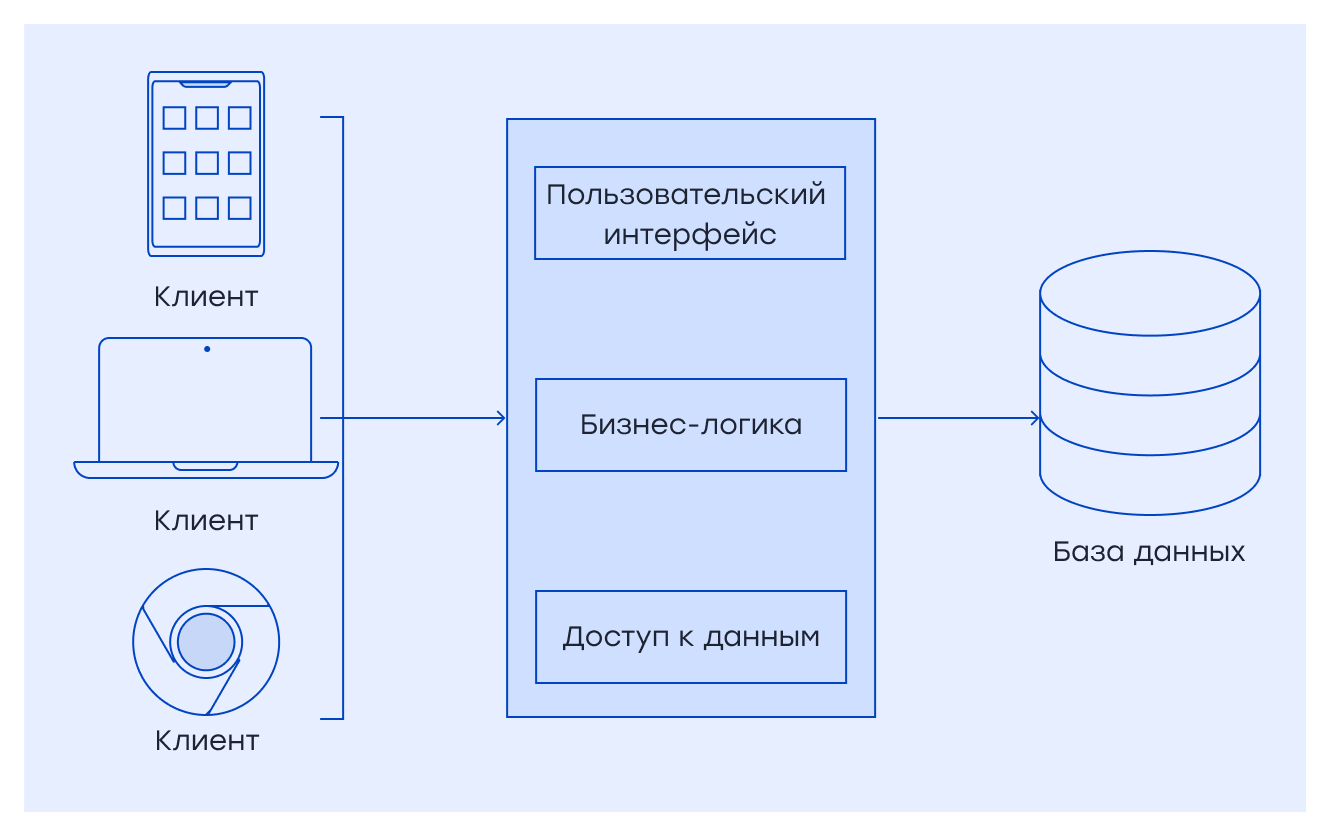 Клиент
Клиент
Клиент
Пользовательский
интерфейс
Бизнес-логика
Доступ к данным
База данных